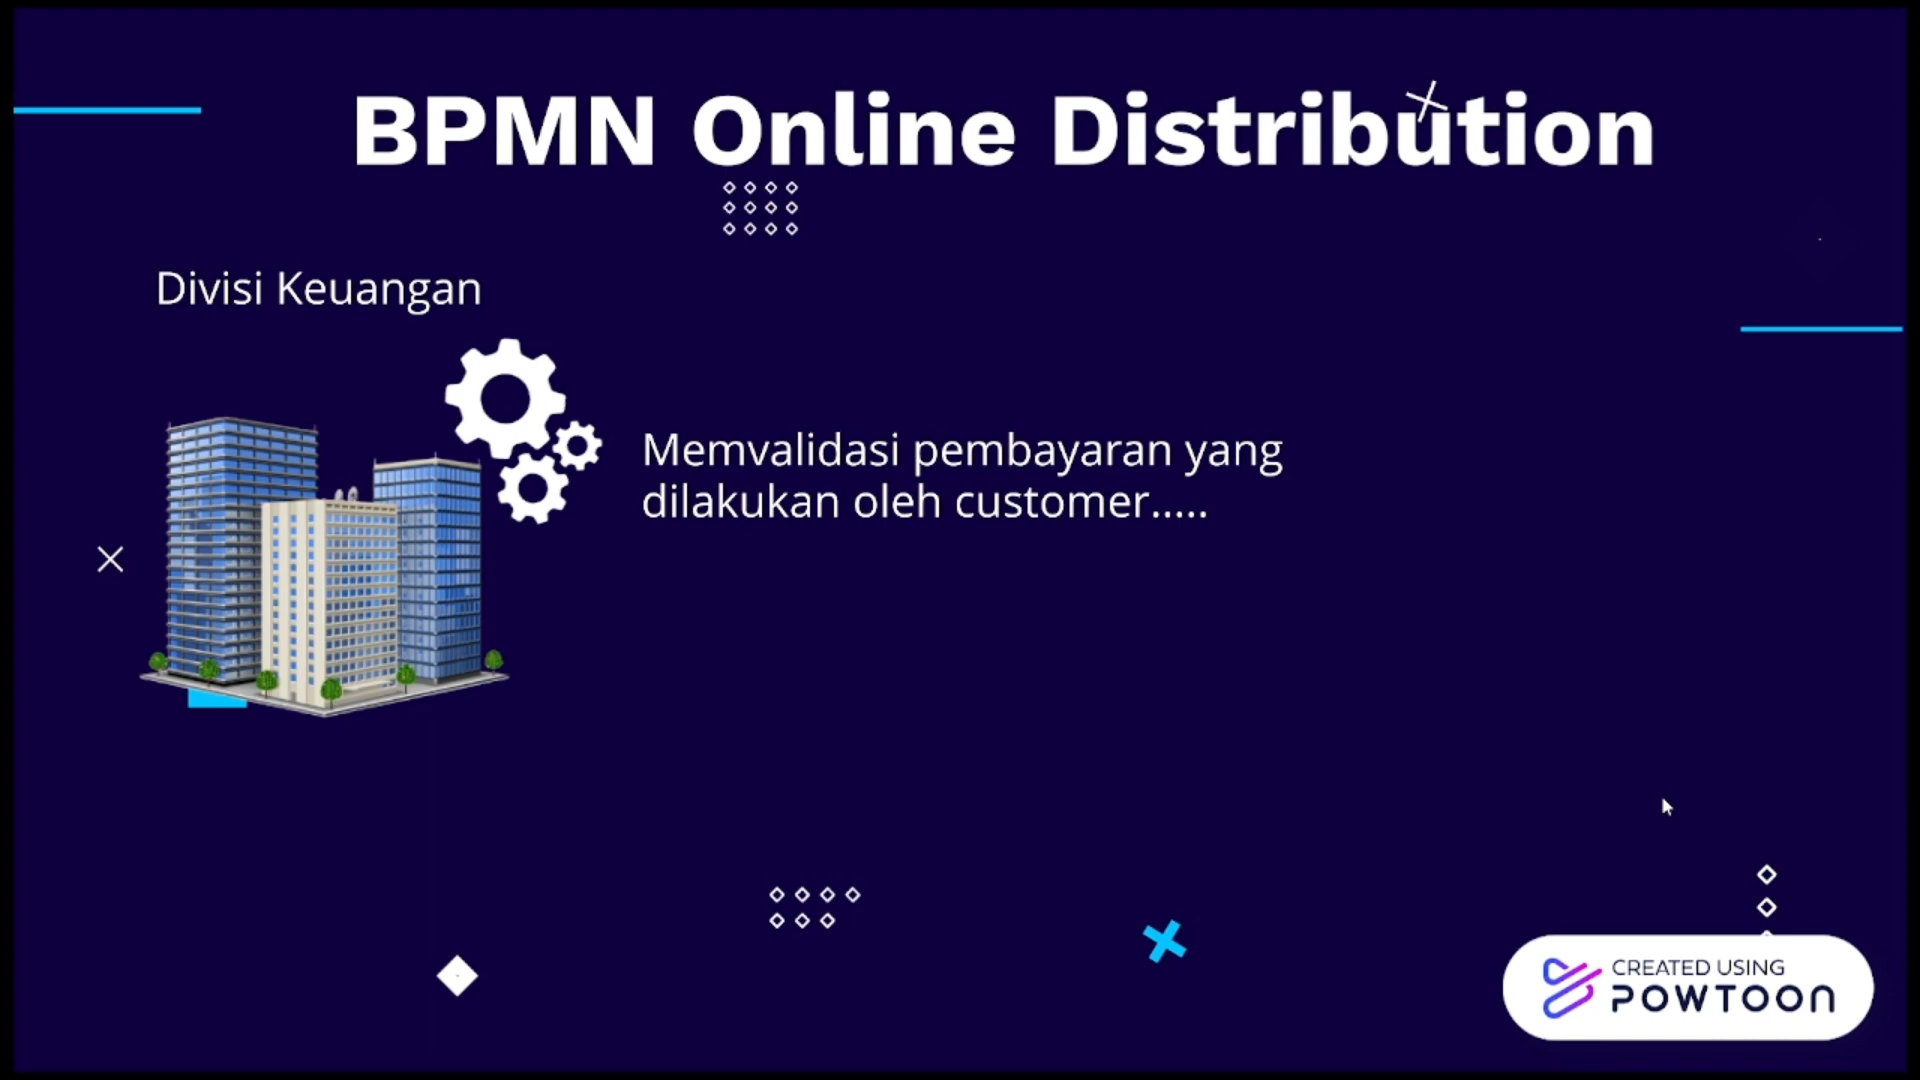 BPMN Online Distribution
Divisi Keuangan
Memvalidasi pembayaran yang
dilakukan oleh customer.....
CREATED USING
POWTOON